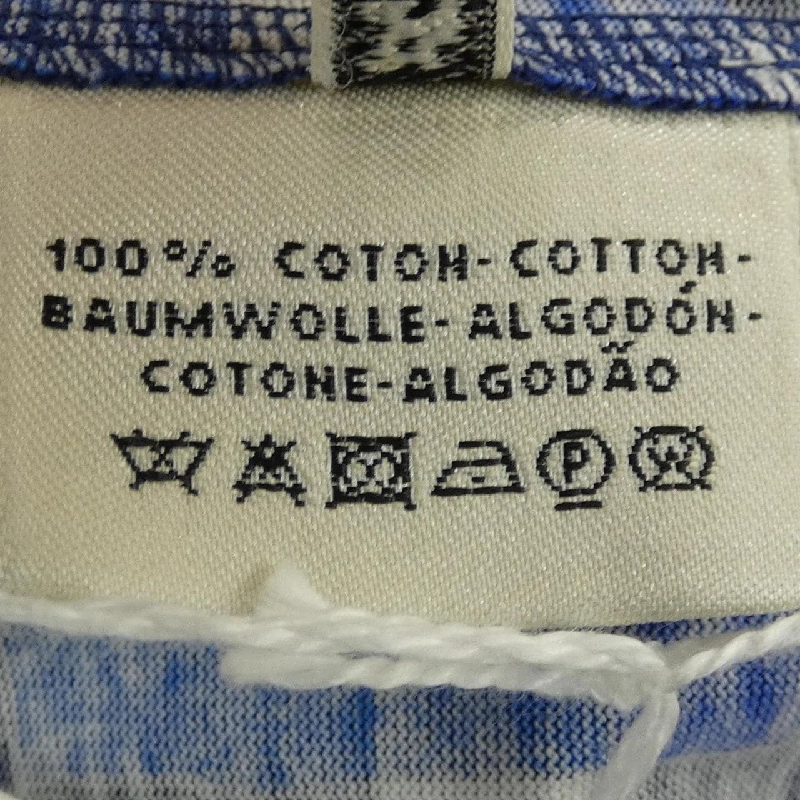 100% COTON-COTTON-
BAUMWOLLE-ALGODÓN-
COTONE-ALGODÃO
P W